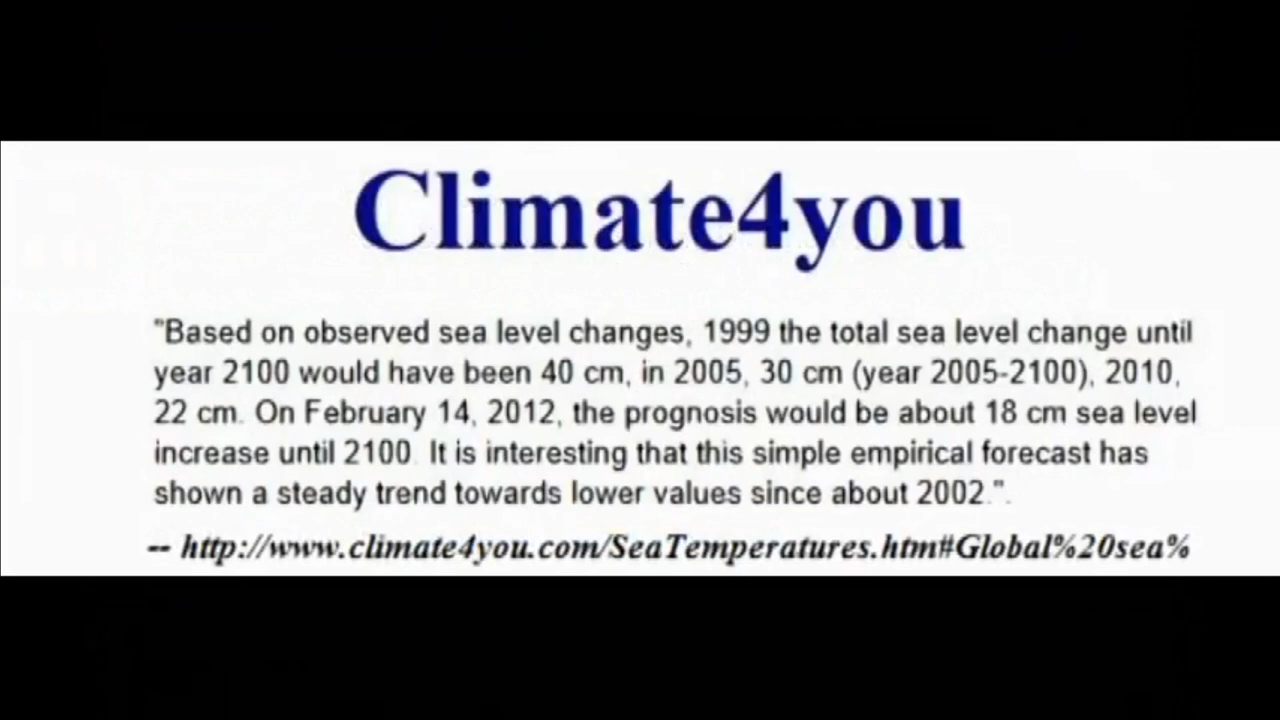 Climate4you
"Based on observed sea level changes, 1999 the total sea level change until
year 2100 would have been 40 cm, in 2005, 30 cm (year 2005-2100), 2010,
22 cm. On February 14, 2012, the prognosis would be about 18 cm sea level
increase until 2100. It is interesting that this simple empirical forecast has
shown a steady trend towards lower values since about 2002.".
-- http://www.climate4you.com/SeaTemperatures.htm#Global%20sea%